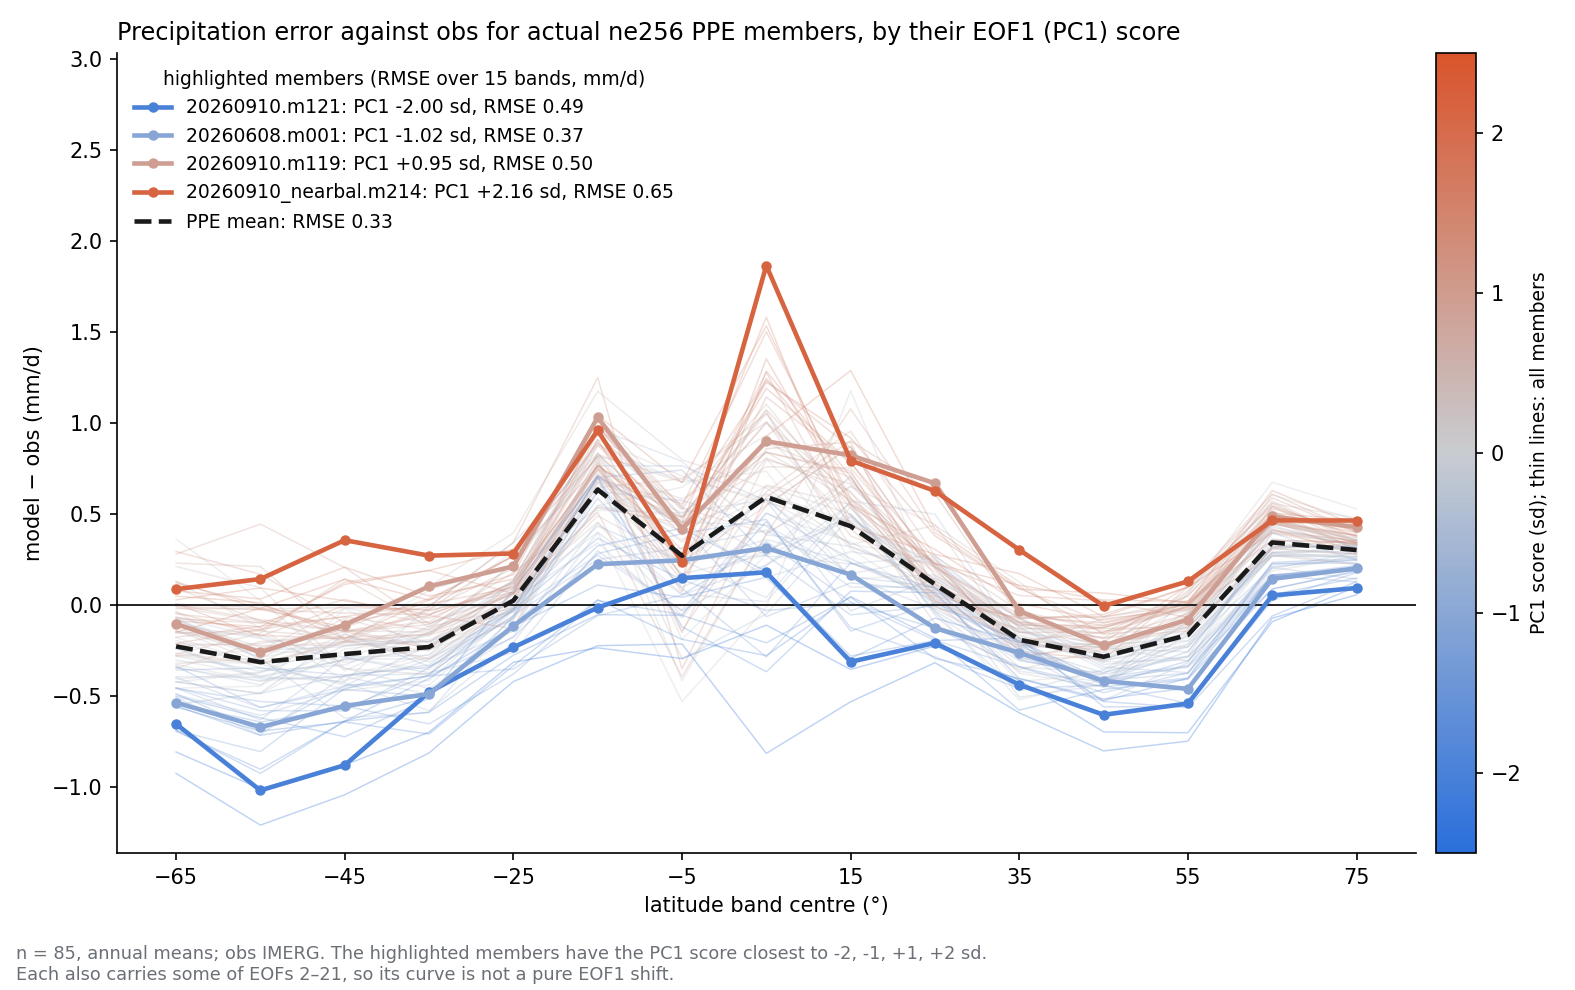 Precipitation error against obs for actual ne256 PPE members, by their EOF1 (PC1) score
highlighted members (RMSE over 15 bands, mm/d)
20260910.m121: PC1 -2.00 sd, RMSE 0.49
20260608.m001: PC1 -1.02 sd, RMSE 0.37
20260910.m119: PC1 +0.95 sd, RMSE 0.50
20260910_nearbal.m214: PC1 +2.16 sd, RMSE 0.65
PPE mean: RMSE 0.33
3.0
2.5
2.0
1.5
1.0
0.5
0.0
−0.5
−1.0
model − obs (mm/d)
−65
−45
−25
−5
15
35
55
75
latitude band centre (°)
2
1
0
−1
−2
PC1 score (sd); thin lines: all members
n = 85, annual means; obs IMERG. The highlighted members have the PC1 score closest to -2, -1, +1, +2 sd.
Each also carries some of EOFs 2–21, so its curve is not a pure EOF1 shift.